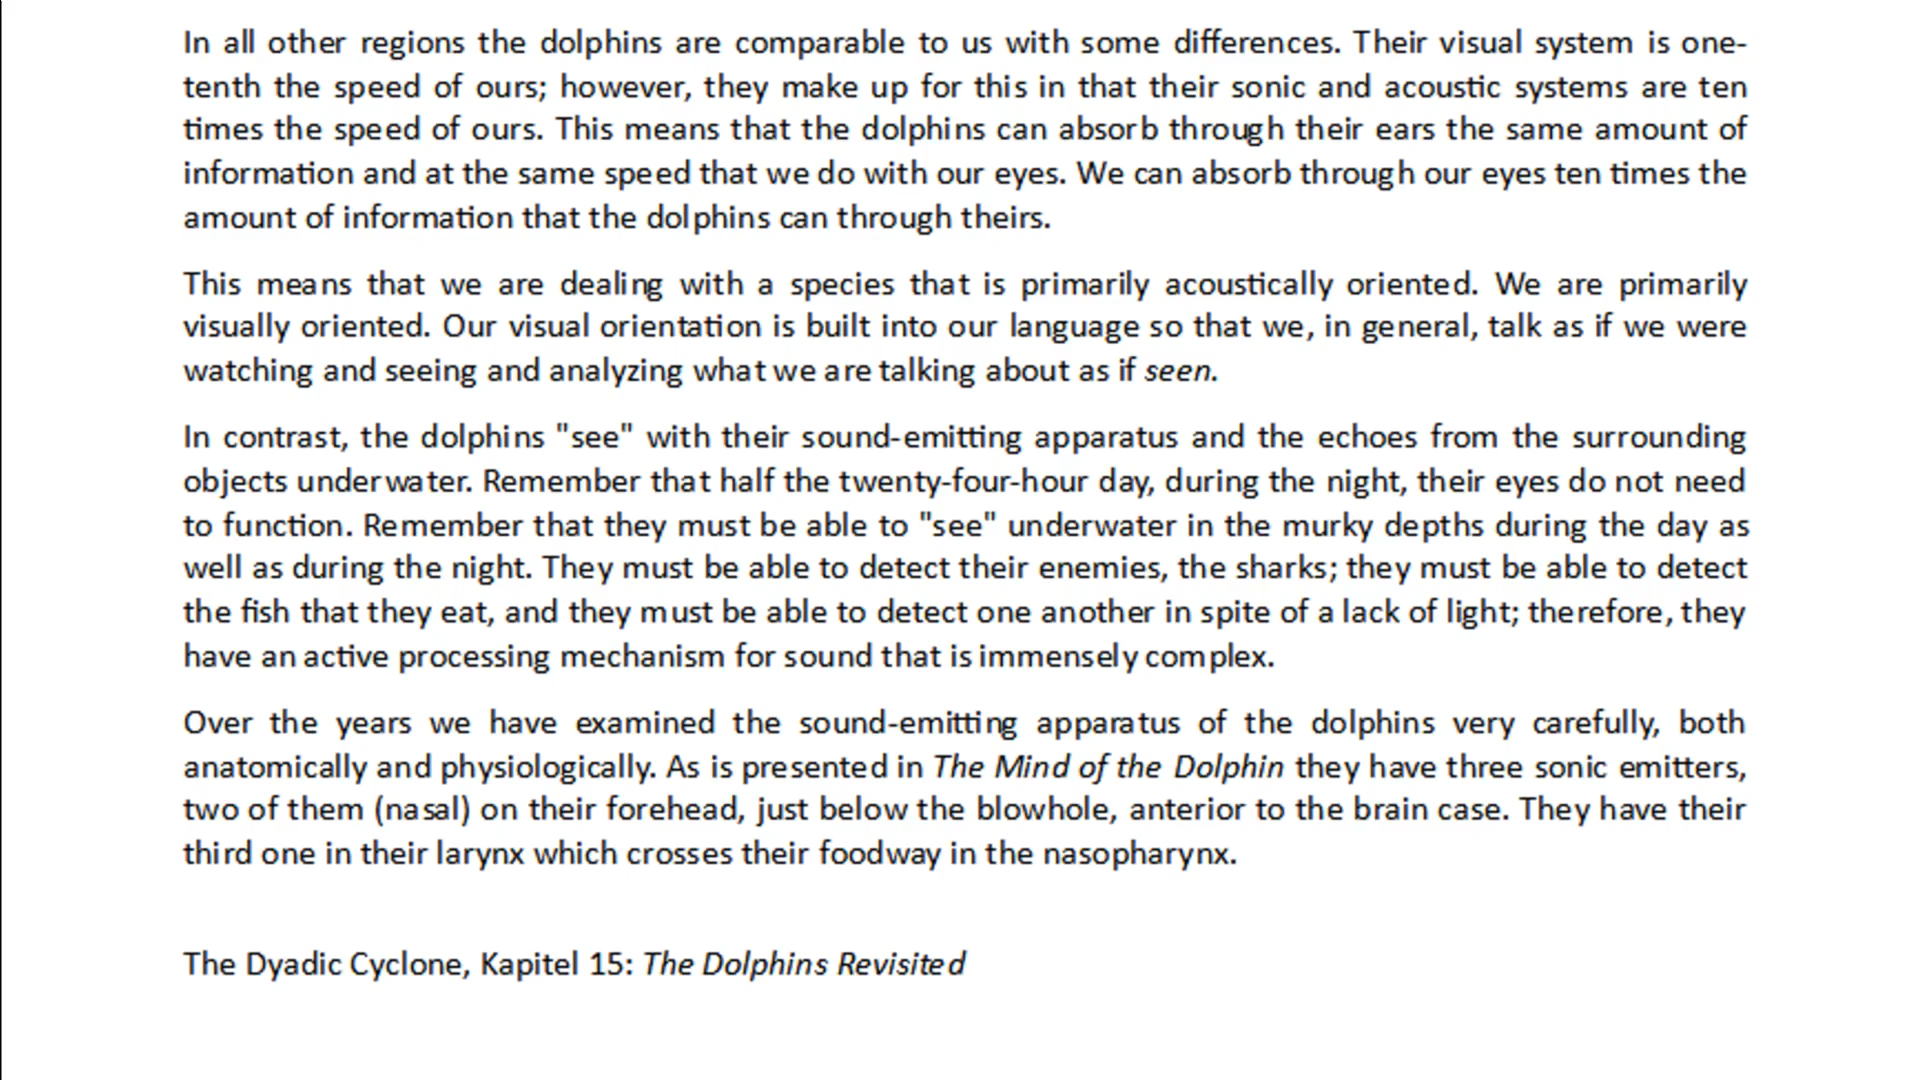 In all other regions the dolphins are comparable to us with some differences. Their visual system is one-
tenth the speed of ours; however, they make up for this in that their sonic and acoustic systems are ten
times the speed of ours. This means that the dolphins can absorb through their ears the same amount of
information and at the same speed that we do with our eyes. We can absorb through our eyes ten times the
amount of information that the dolphins can through theirs.
This means that we are dealing with a species that is primarily acoustically oriented. We are primarily
visually oriented. Our visual orientation is built into our language so that we, in general, talk as if we were
watching and seeing and analyzing what we are talking about as if seen.
In contrast, the dolphins "see" with their sound-emitting apparatus and the echoes from the surrounding
objects underwater. Remember that half the twenty-four-hour day, during the night, their eyes do not need
to function. Remember that they must be able to "see" underwater in the murky depths during the day as
well as during the night. They must be able to detect their enemies, the sharks; they must be able to detect
the fish that they eat, and they must be able to detect one another in spite of a lack of light; therefore, they
have an active processing mechanism for sound that is immensely complex.
Over the years we have examined the sound-emitting apparatus of the dolphins very carefully, both
anatomically and physiologically. As is presented in The Mind of the Dolphin they have three sonic emitters,
two of them (nasal) on their forehead, just below the blowhole, anterior to the brain case. They have their
third one in their larynx which crosses their foodway in the nasopharynx.
The Dyadic Cyclone, Kapitel 15: The Dolphins Revisited